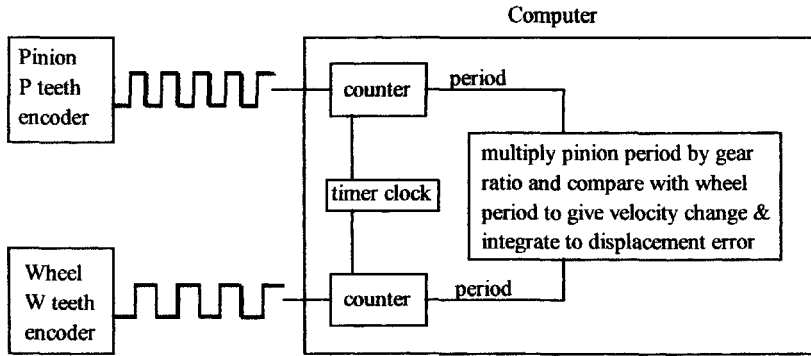 Computer
Pinion
P teeth
encoder
counter
period
timer clock
multiply pinion period by gear
ratio and compare with wheel
period to give velocity change &
integrate to displacement error
Wheel
W teeth
encoder
counter
period